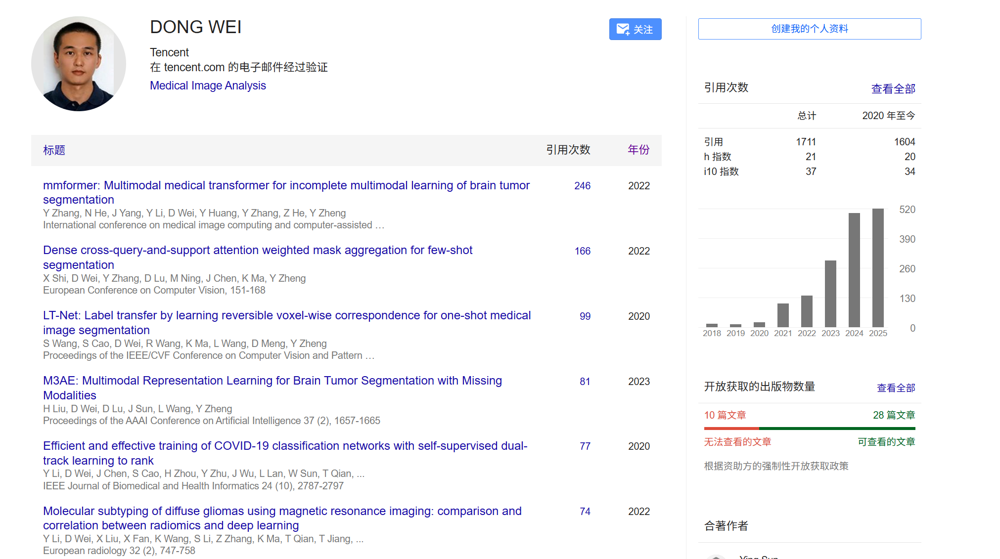 DONG WEI
关注
Tencent
在 tencent.com 的电子邮件经过验证
Medical Image Analysis
标题 引用次数 年份
mmformer: Multimodal medical transformer for incomplete multimodal learning of brain tumor 246 2022
segmentation
Y Zhang, N He, J Yang, Y Li, D Wei, Y Huang, Y Zhang, Z He, Y Zheng
International conference on medical image computing and computer-assisted …
Dense cross-query-and-support attention weighted mask aggregation for few-shot 166 2022
segmentation
X Shi, D Wei, Y Zhang, D Lu, M Ning, J Chen, K Ma, Y Zheng
European Conference on Computer Vision, 151-168
LT-Net: Label transfer by learning reversible voxel-wise correspondence for one-shot medical 99 2020
image segmentation
S Wang, S Cao, D Wei, R Wang, K Ma, L Wang, D Meng, Y Zheng
Proceedings of the IEEE/CVF Conference on Computer Vision and Pattern …
M3AE: Multimodal Representation Learning for Brain Tumor Segmentation with Missing 81 2023
Modalities
H Liu, D Wei, D Lu, J Sun, L Wang, Y Zheng
Proceedings of the AAAI Conference on Artificial Intelligence 37 (2), 1657-1665
Efficient and effective training of COVID-19 classification networks with self-supervised dual- 77 2020
track learning to rank
Y Li, D Wei, J Chen, S Cao, H Zhou, Y Zhu, J Wu, L Lan, W Sun, T Qian, ...
IEEE Journal of Biomedical and Health Informatics 24 (10), 2787-2797
Molecular subtyping of diffuse gliomas using magnetic resonance imaging: comparison and 74 2022
correlation between radiomics and deep learning
Y Li, D Wei, X Liu, X Fan, K Wang, S Li, Z Zhang, K Ma, T Qian, T Jiang, ...
European radiology 32 (2), 747-758
创建我的个人资料
引用次数 查看全部
总计 2020 年至今
引用 1711 1604
h 指数 21 20
i10 指数 37 34
520
390
260
130
0
2018 2019 2020 2021 2022 2023 2024 2025
开放获取的出版物数量 查看全部
10 篇文章 28 篇文章
无法查看的文章 可查看的文章
根据资助方的强制性开放获取政策
合著作者
Ying Sun